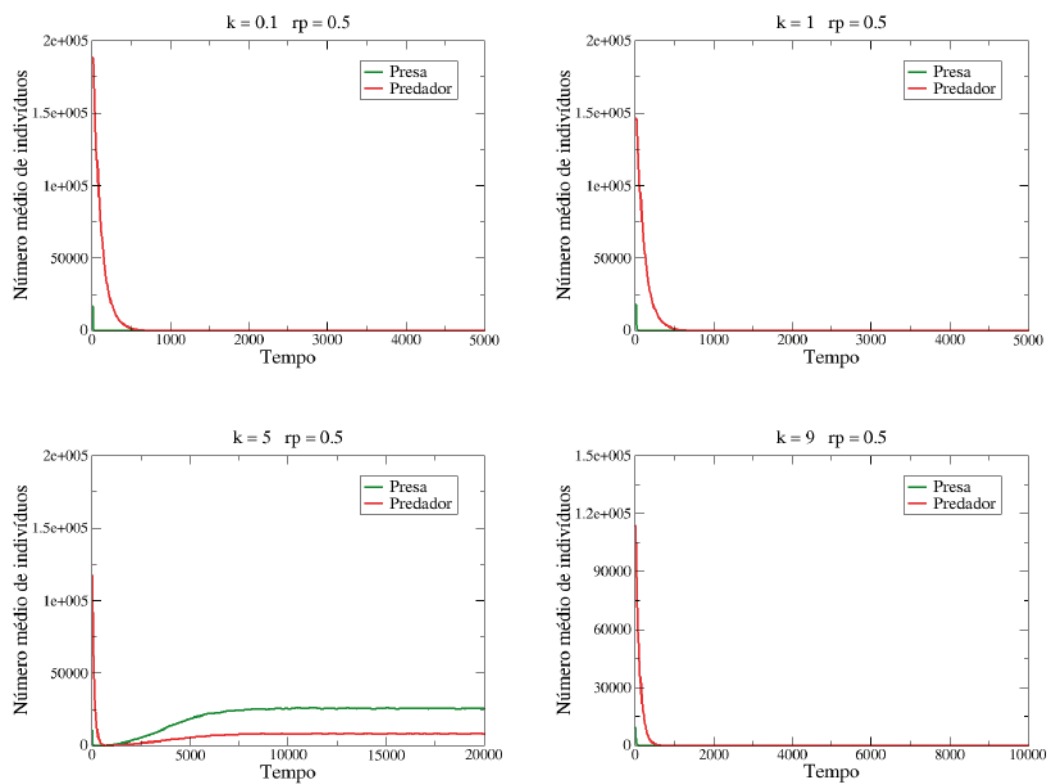 k = 0.1 rp = 0.5
2e+005
1.5e+005
1e+005
50000
0
Número médio de indivíduos
Presa
Predador
0 1000 2000 3000 4000 5000
Tempo
k = 1 rp = 0.5
2e+005
1.5e+005
1e+005
50000
0
Número médio de indivíduos
Presa
Predador
0 1000 2000 3000 4000 5000
Tempo
k = 5 rp = 0.5
2e+005
1.5e+005
1e+005
50000
0
Número médio de indivíduos
Presa
Predador
0 5000 10000 15000 20000
Tempo
k = 9 rp = 0.5
1.5e+005
1.2e+005
90000
60000
30000
0
Número médio de indivíduos
Presa
Predador
0 2000 4000 6000 8000 10000
Tempo